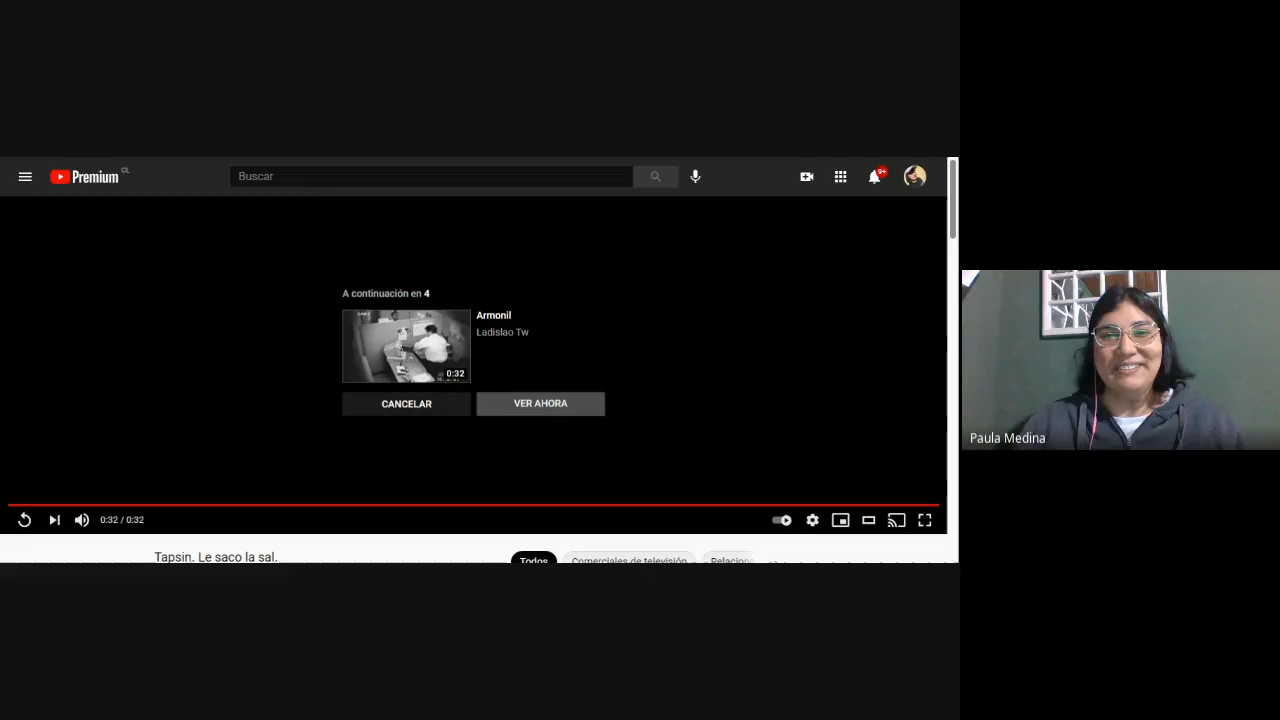 Premium CL
Buscar
9+
A continuación en 4
Armonil
Ladislao Tw
0:32
CANCELAR
VER AHORA
0:32 / 0:32
Tapsin. Le saco la sal.
Todos
Comerciales de televisión
Relacion
Paula Medina